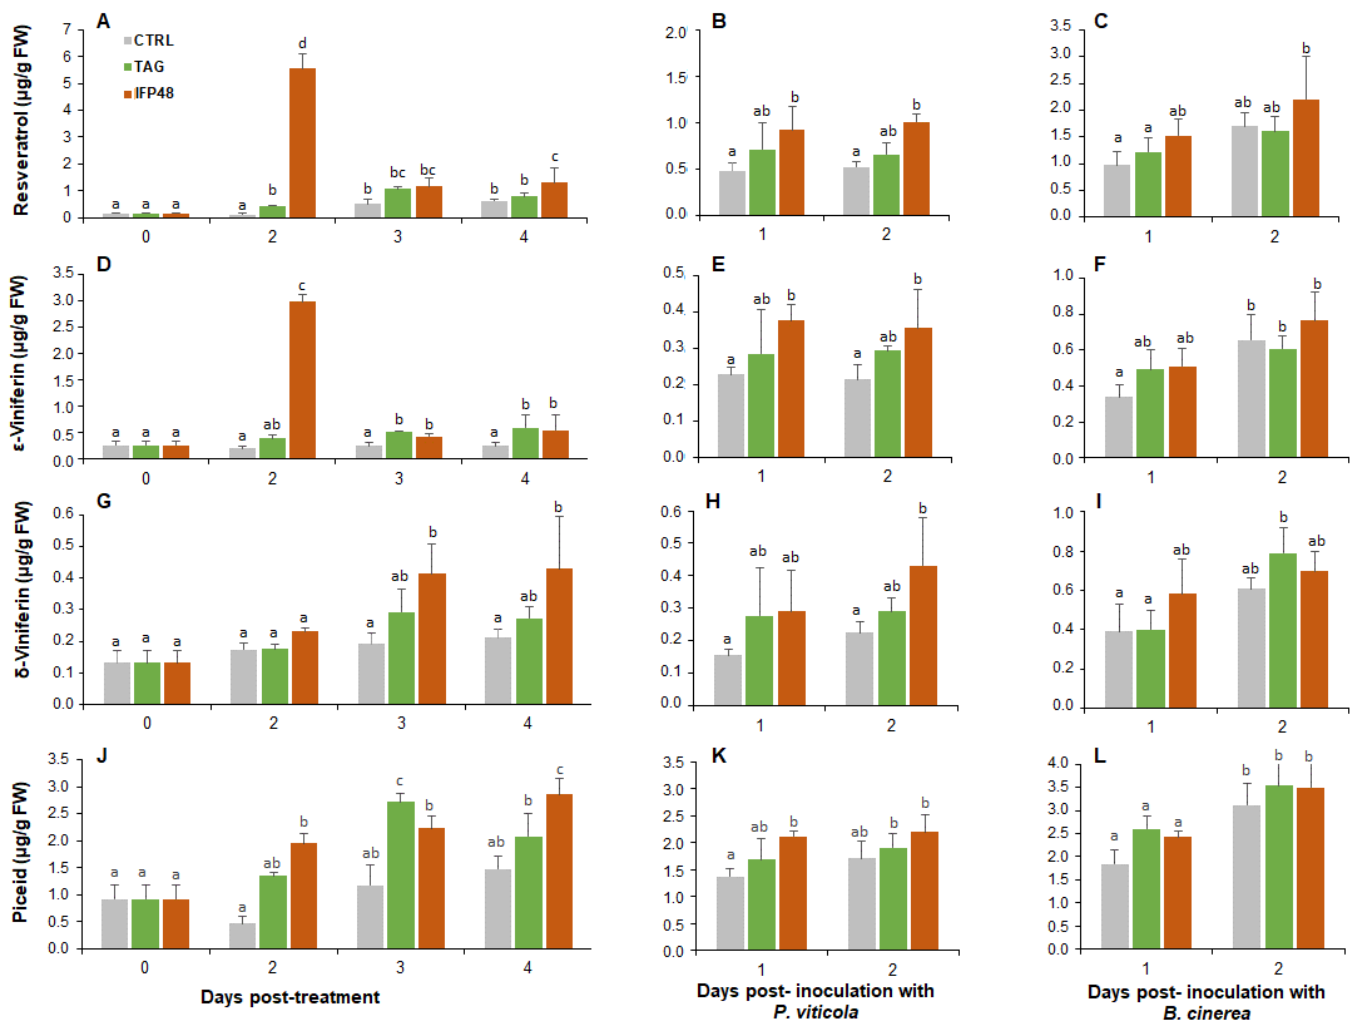 A
Resveratrol (µg/g FW)
7
6
5
4
3
2
1
0
CTRL
TAG
IFP48
a a a
a b d
b bc bc
b b c
0 2 3 4
B
2.0
1.5
1.0
0.5
0.0
a ab b
a ab b
1 2
C
3.5
3.0
2.5
2.0
1.5
1.0
0.5
0.0
a a ab
ab ab b
1 2
D
ε-Viniferin (µg/g FW)
3.5
3.0
2.5
2.0
1.5
1.0
0.5
0.0
a a a
a ab c
a b b
a b b
0 2 3 4
E
0.5
0.4
0.3
0.2
0.1
0.0
a ab b
a ab b
1 2
F
1.0
0.8
0.6
0.4
0.2
0.0
a ab ab
b b b
1 2
G
δ-Viniferin (µg/g FW)
0.6
0.5
0.4
0.3
0.2
0.1
0.0
a a a
a a a
a ab b
a ab b
0 2 3 4
H
0.6
0.5
0.4
0.3
0.2
0.1
0.0
a ab ab
a ab b
1 2
I
1.0
0.8
0.6
0.4
0.2
0.0
a a ab
ab b ab
1 2
J
Piceid (µg/g FW)
3.5
3.0
2.5
2.0
1.5
1.0
0.5
0.0
a a a
a ab b
ab c b
ab b c
0 2 3 4
Days post-treatment
K
3.5
3.0
2.5
2.0
1.5
1.0
0.5
0.0
a ab b
ab b b
1 2
Days post- inoculation with
P. viticola
L
4.0
3.0
2.5
2.0
1.5
1.0
0.5
0.0
a a a
b b b
1 2
Days post- inoculation with
B. cinerea